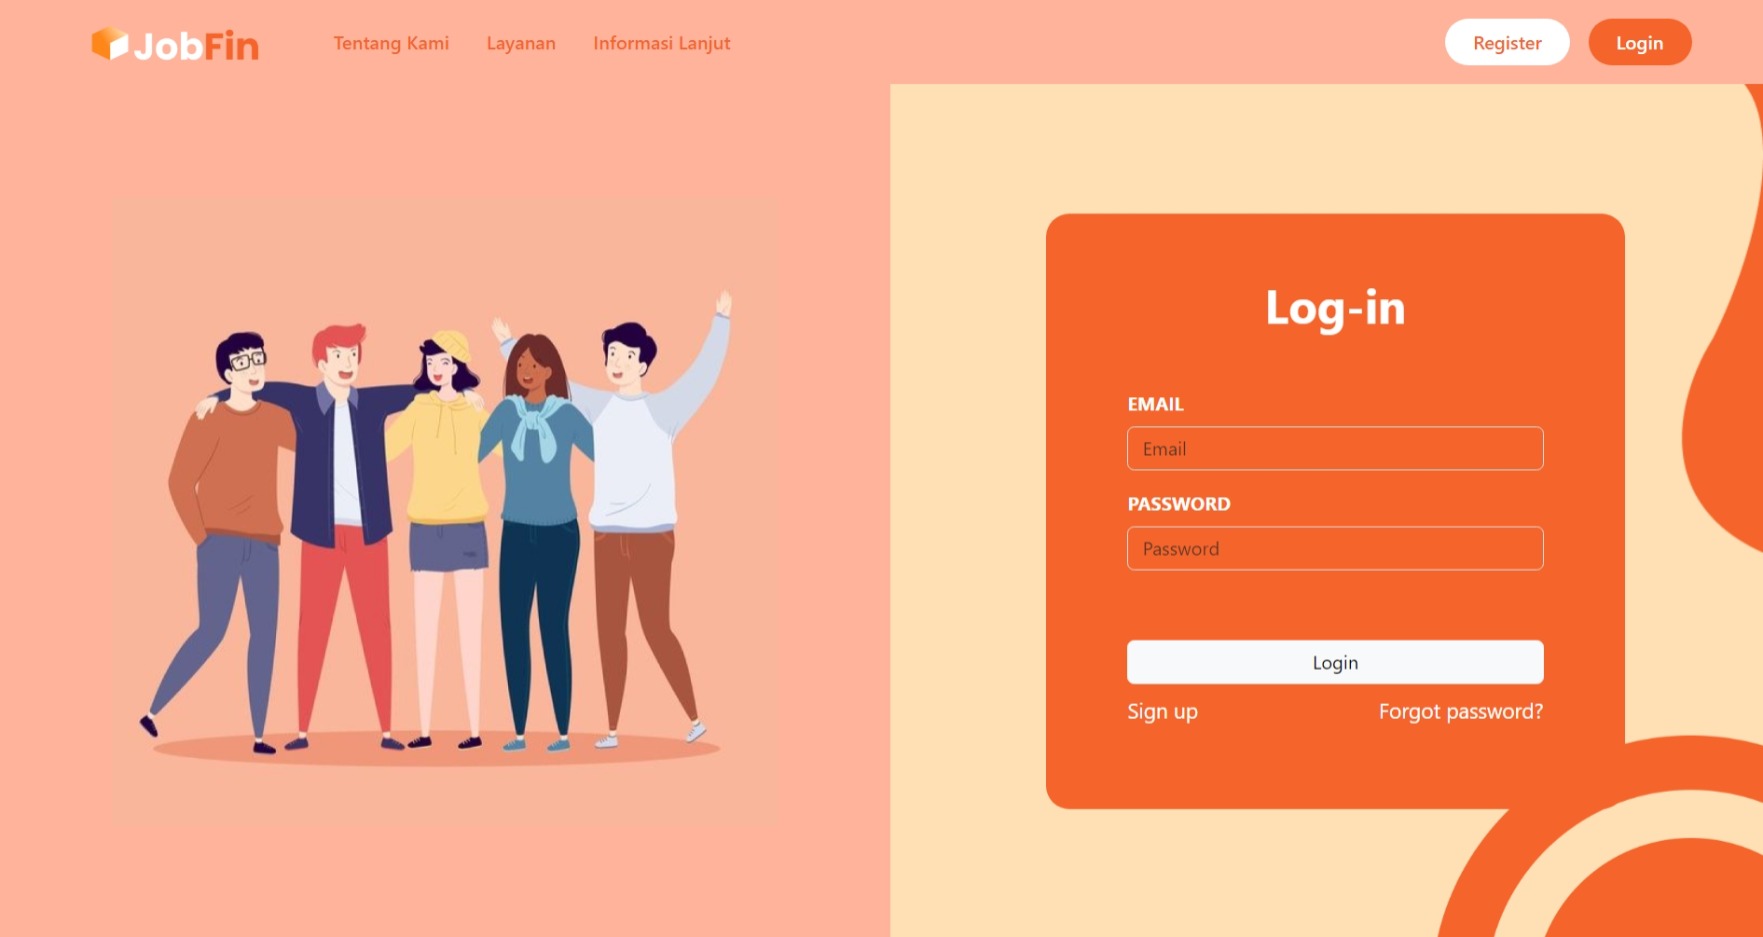 JobFin Tentang Kami Layanan Informasi Lanjut Register Login
Log-in
EMAIL
Email
PASSWORD
Password
Login
Sign up Forgot password?